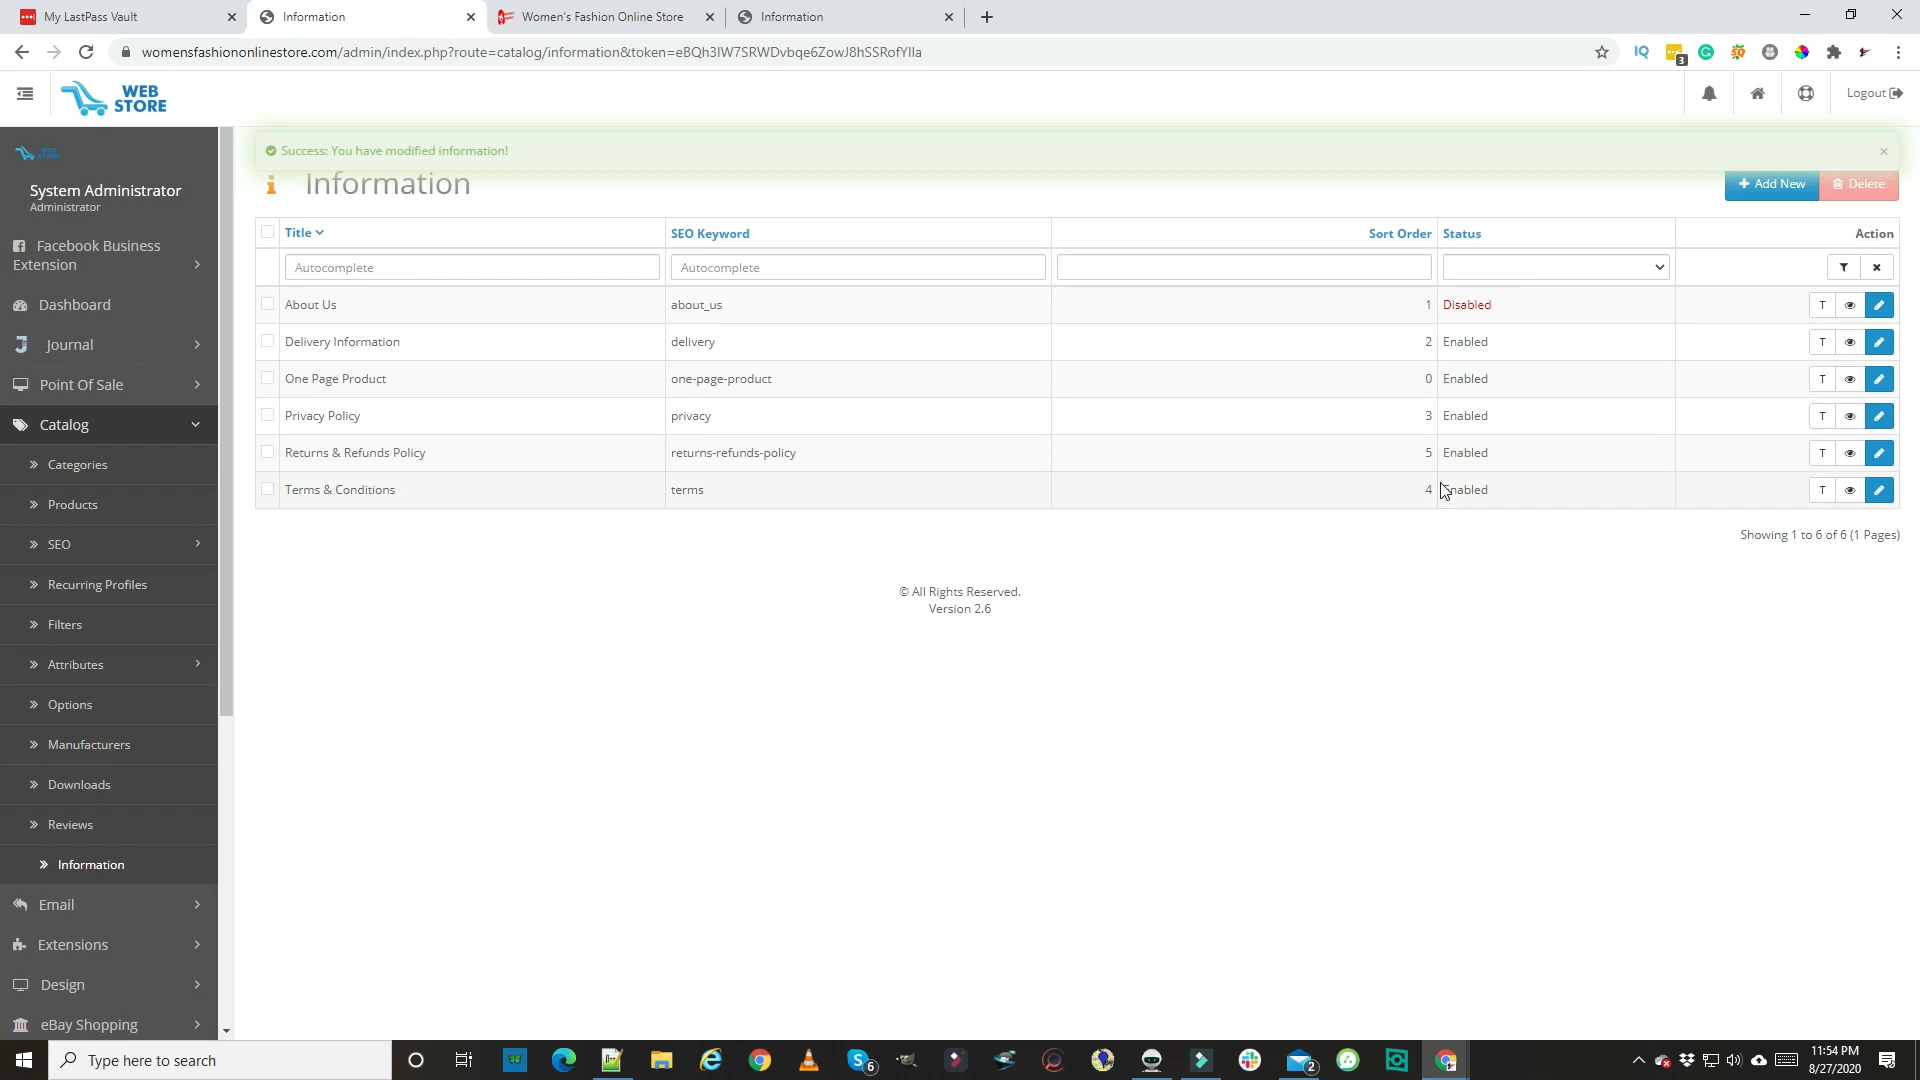 My LastPass Vault
Information
Women's Fashion Online Store
Information
womensfashiononlinestore.com/admin/index.php?route=catalog/information&token=eBQh3IW7SRWDvbqe6ZowJ8hSSRofYIIa
IQ
3
WEB
STORE
Logout
Success: You have modified information!
System Administrator
Administrator
Information
Add New
Delete
Title
SEO Keyword
Sort Order
Status
Action
Autocomplete
Autocomplete
About Us
about_us
1
Disabled
T
Delivery Information
delivery
2
Enabled
T
One Page Product
one-page-product
0
Enabled
T
Privacy Policy
privacy
3
Enabled
T
Returns & Refunds Policy
returns-refunds-policy
5
Enabled
T
Terms & Conditions
terms
4
Enabled
T
Showing 1 to 6 of 6 (1 Pages)
© All Rights Reserved.
Version 2.6
Facebook Business
Extension
Dashboard
Journal
Point Of Sale
Catalog
Categories
Products
SEO
Recurring Profiles
Filters
Attributes
Options
Manufacturers
Downloads
Reviews
Information
Email
Extensions
Design
eBay Shopping
Type here to search
6
2
11:54 PM
8/27/2020